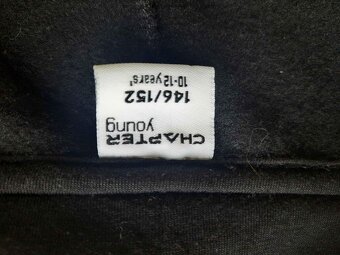 CHAPTER
young
146/152
10-12 years